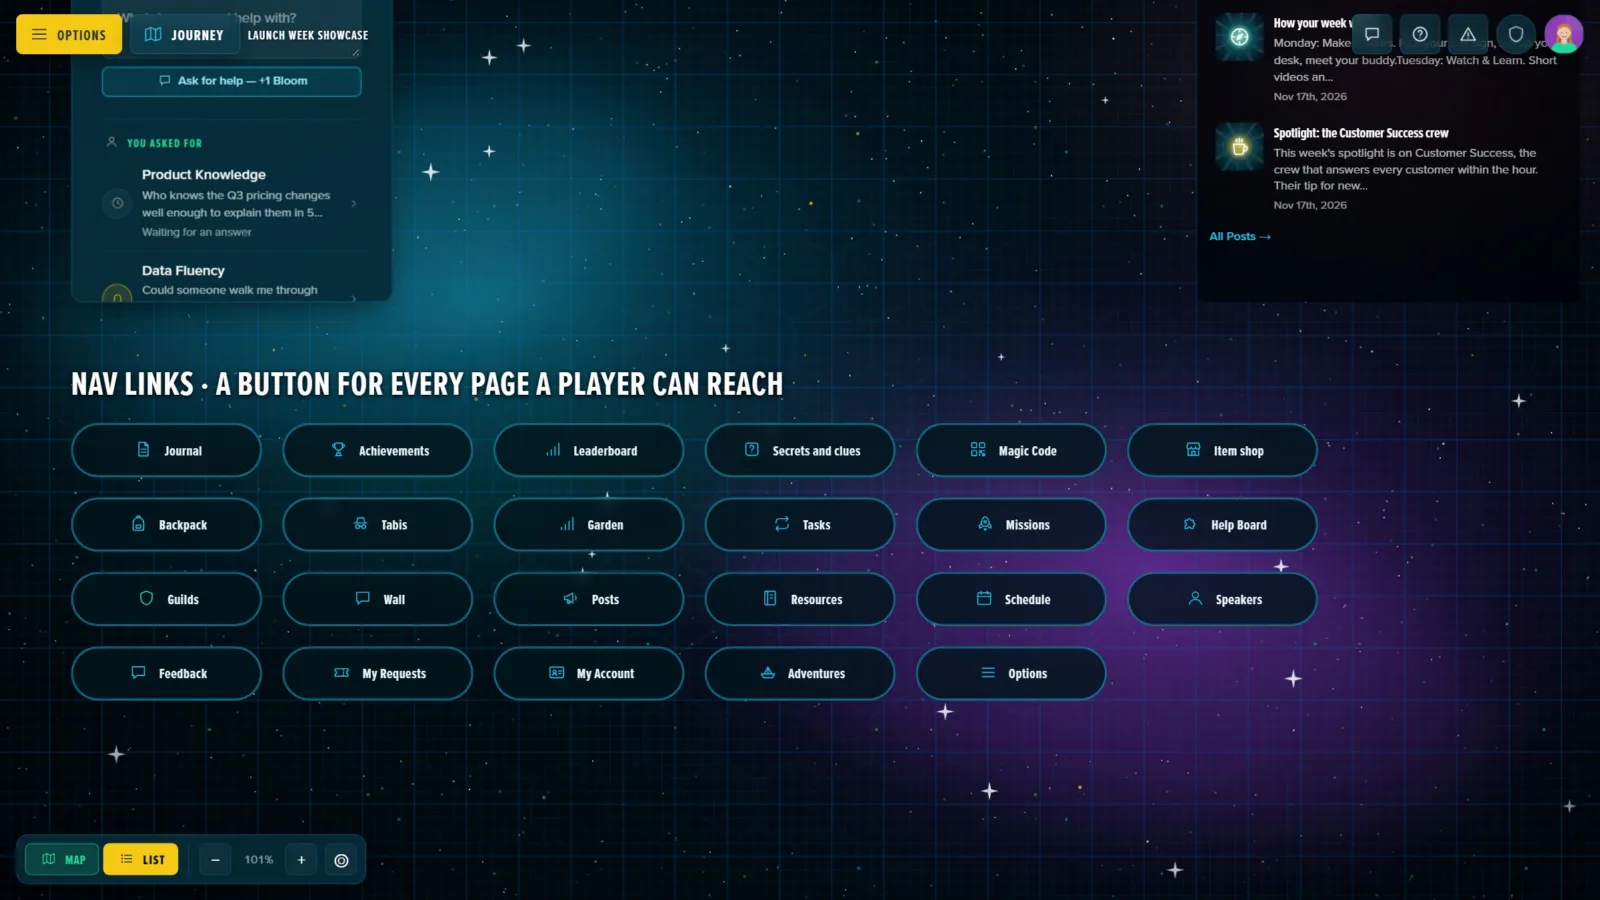 OPTIONS
JOURNEY
LAUNCH WEEK SHOWCASE
help with?
Ask for help — +1 Bloom
YOU ASKED FOR
Product Knowledge
Who knows the Q3 pricing changes
well enough to explain them in 5...
Waiting for an answer
Data Fluency
Could someone walk me through
How your week
Monday: Make
desk, meet your buddy.Tuesday: Watch & Learn. Short
videos an...
Nov 17th, 2026
Spotlight: the Customer Success crew
This week's spotlight is on Customer Success, the
crew that answers every customer within the hour.
Their tip for new...
Nov 17th, 2026
All Posts →
NAV LINKS · A BUTTON FOR EVERY PAGE A PLAYER CAN REACH
Journal
Achievements
Leaderboard
Secrets and clues
Magic Code
Item shop
Backpack
Tabis
Garden
Tasks
Missions
Help Board
Guilds
Wall
Posts
Resources
Schedule
Speakers
Feedback
My Requests
My Account
Adventures
Options
MAP
LIST
− 101% +